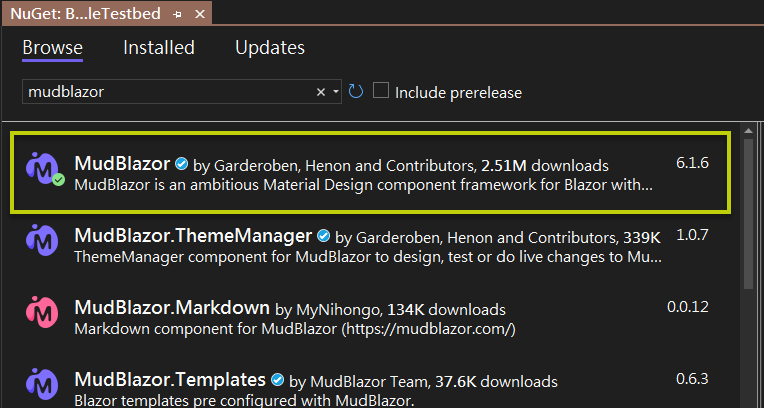 NuGet: B...leTestbed
Browse Installed Updates
mudblazor
Include prerelease
MudBlazor by Garderoben, Henon and Contributors, 2.51M downloads 6.1.6
MudBlazor is an ambitious Material Design component framework for Blazor with...
MudBlazor.ThemeManager by Garderoben, Henon and Contributors, 339K 1.0.7
ThemeManager component for MudBlazor to design, test or do live changes to Mu...
MudBlazor.Markdown by MyNihongo, 134K downloads 0.0.12
Markdown component for MudBlazor (https://mudblazor.com/)
MudBlazor.Templates by MudBlazor Team, 37.6K downloads 0.6.3
Blazor templates pre configured with MudBlazor.